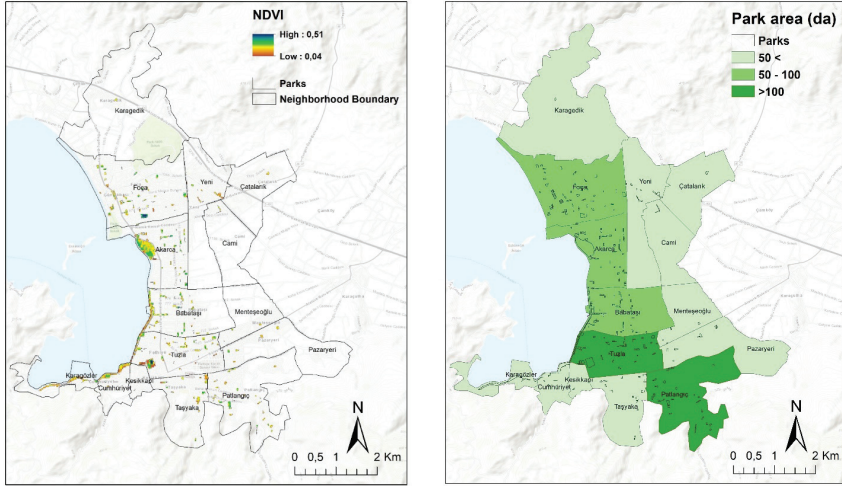 NDVI
High : 0,51
Low : 0,04
Parks
Neighborhood Boundary
Karagedik
Foça
Yeni
Çatalarık
Akarca
Cami
Babataşı
Menteşeoğlu
Tuzla
Pazaryeri
Karagözler
Kesikkapı
Cumhuriyet
Patlangıç
Taşyaka
N
0 0,5 1 2 Km
Park area (da)
Parks
50 <
50 - 100
>100
Karagedik
Foça
Yeni
Çatalarık
Akarca
Cami
Babataşı
Menteşeoğlu
Tuzla
Pazaryeri
Karagözler
Kesikkapı
Cumhuriyet
Patlangıç
Taşyaka
N
0 0,5 1 2 Km